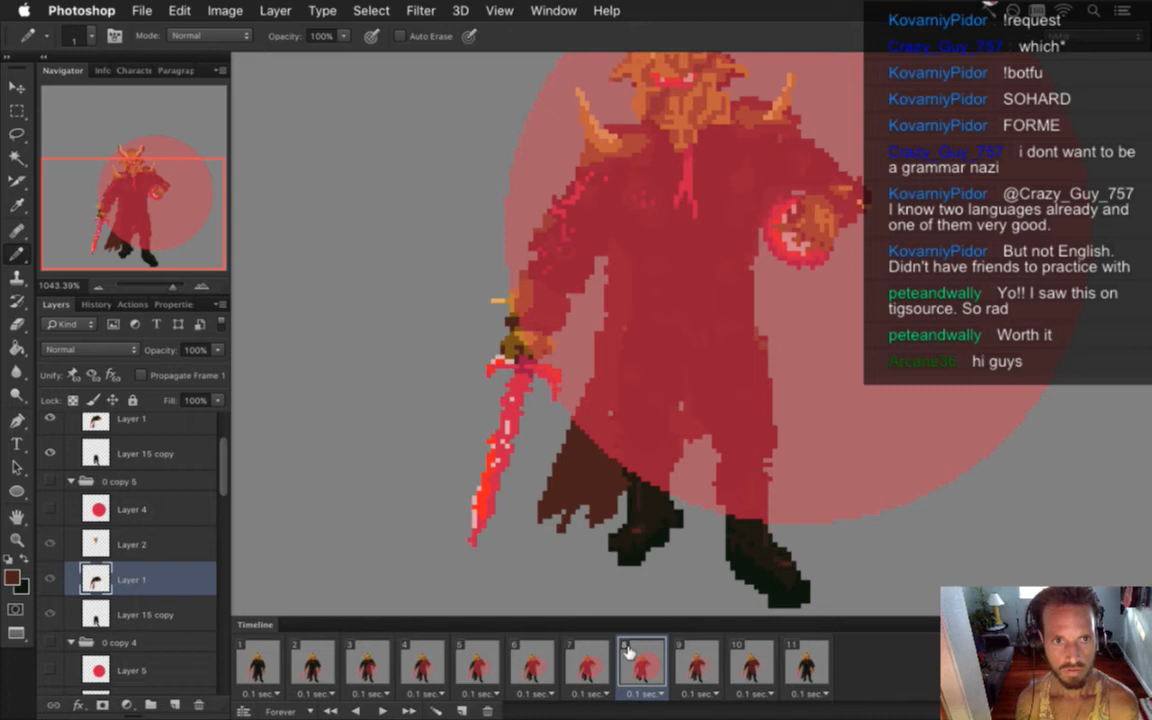 Photoshop File Edit Image Layer Type Select Filter 3D View Window Help
1 Mode: Normal Opacity: 100% Auto Erase
Navigator Info Characte Paragrap
1043.39%
Layers History Actions Propertie
Kind
Normal Opacity: 100%
Unify: Propagate Frame 1
Lock: Fill: 100%
Layer 1
Layer 15 copy
0 copy 5
Layer 4
Layer 2
Layer 1
Layer 15 copy
0 copy 4
Layer 5
KovarniyPidor !request
Crazy_Guy_757 : which*
KovarniyPidor !botfu
KovarniyPidor SOHARD
KovarniyPidor FORME
Crazy_Guy_757 : i dont want to be
a grammar nazi
KovarniyPidor @Crazy_Guy_757
I know two languages already and
one of them very good.
KovarniyPidor But not English.
Didn't have friends to practice with
peteandwally Yo!! I saw this on
tigsource. So rad
peteandwally Worth it
Arcane36 hi guys
Timeline
1 2 3 4 5 6 7 8 9 10 11
0.1 sec. 0.1 sec. 0.1 sec. 0.1 sec. 0.1 sec. 0.1 sec. 0.1 sec. 0.1 sec. 0.1 sec. 0.1 sec. 0.1 sec.
Forever